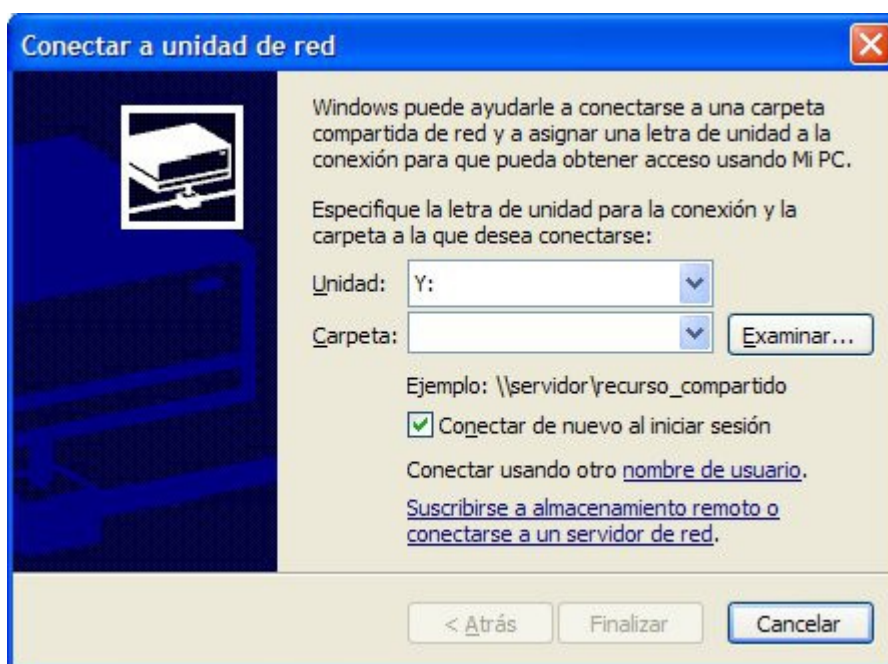 Conectar a unidad de red
Windows puede ayudarle a conectarse a una carpeta
compartida de red y a asignar una letra de unidad a la
conexión para que pueda obtener acceso usando Mi PC.
Especifique la letra de unidad para la conexión y la
carpeta a la que desea conectarse:
Unidad: Y:
Carpeta: Examinar...
Ejemplo: \\servidor\recurso_compartido
Conectar de nuevo al iniciar sesión
Conectar usando otro nombre de usuario.
Suscribirse a almacenamiento remoto o
conectarse a un servidor de red.
< Atrás Finalizar Cancelar